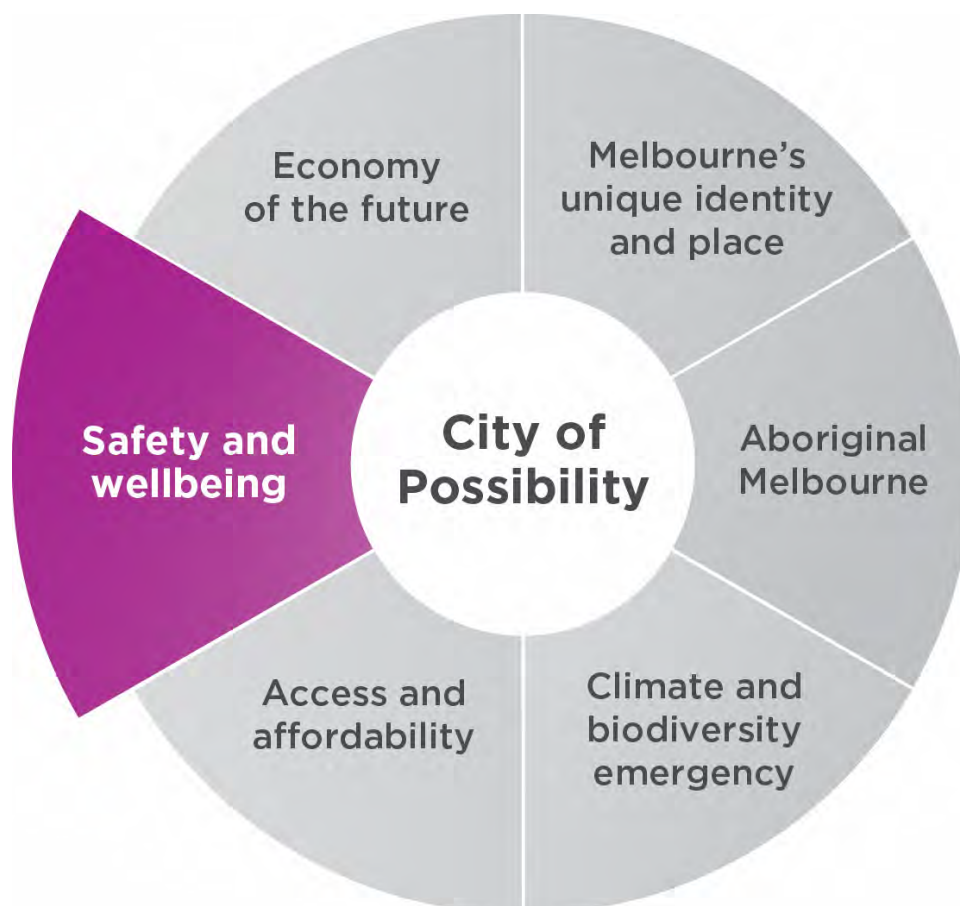 Economy
of the future
Melbourne’s
unique identity
and place
Safety and
wellbeing
City of
Possibility
Aboriginal
Melbourne
Access and
affordability
Climate and
biodiversity
emergency